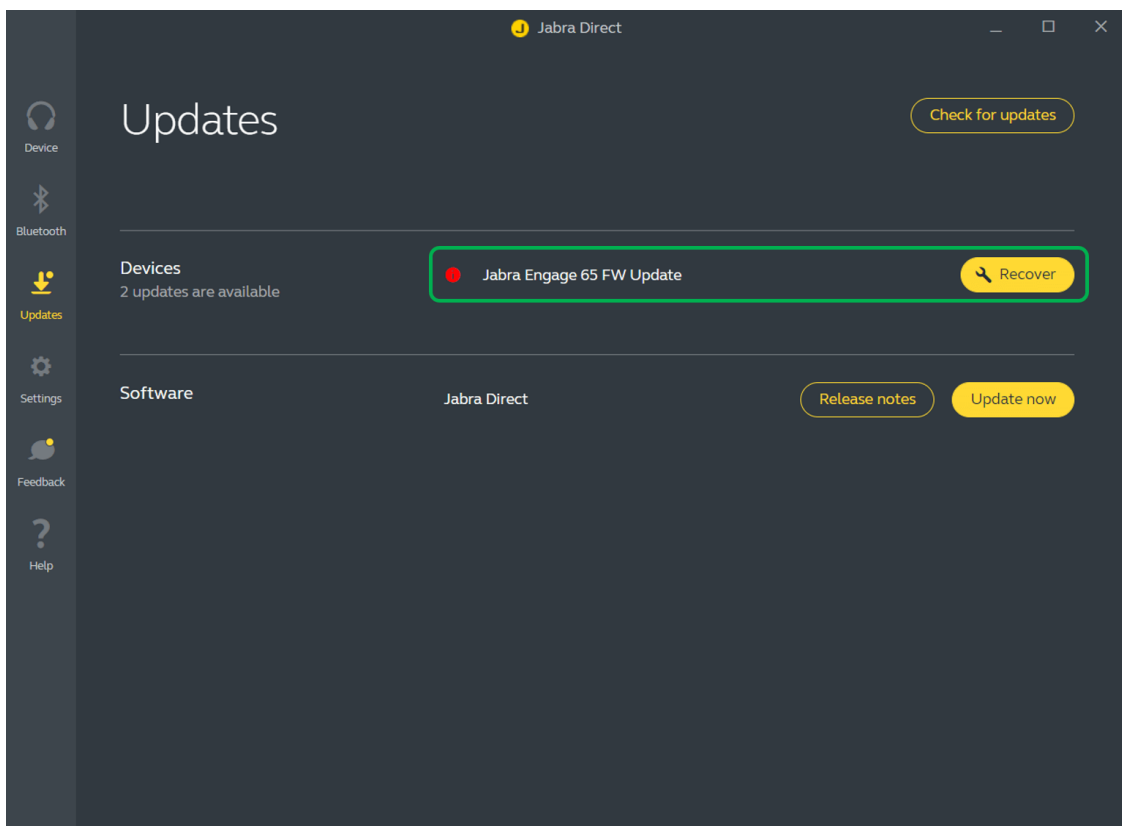 Jabra Direct
Device
Bluetooth
Updates
Settings
Feedback
Help
Updates
Check for updates
Devices
2 updates are available
Jabra Engage 65 FW Update
Recover
Software
Jabra Direct
Release notes
Update now